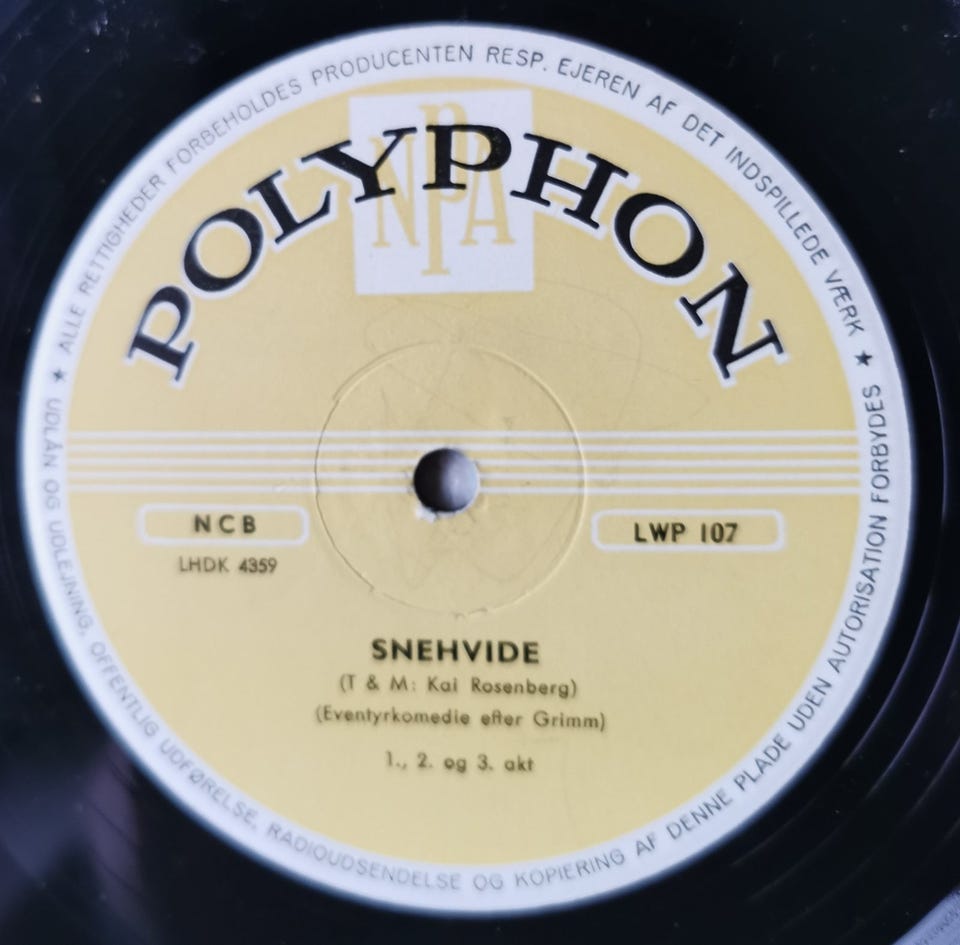 ALLE RETTIGHEDER FORBEHOLDES PRODUCENTEN RESP. EJEREN AF DET INDSPILLEDE VÆRK ★
UDLÅN OG UDLEJNING, OFFENTLIG UDFØRELSE, RADIOUDSENDELSE OG KOPIERING AF DENNE PLADE UDEN AUTORISATION FORBYDES ★
NPA
POLYPHON
NCB
LHDK 4359
LWP 107
SNEHVIDE
(T & M: Kai Rosenberg)
(Eventyrkomedie efter Grimm)
1., 2. og 3. akt